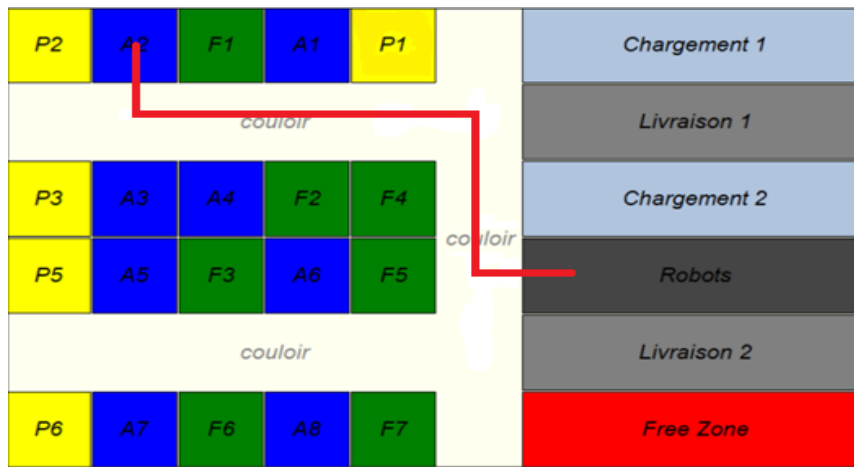 P2 A2 F1 A1 P1 Chargement 1
couloir Livraison 1
P3 A3 A4 F2 F4 Chargement 2
couloir
P5 A5 F3 A6 F5 Robots
couloir Livraison 2
P6 A7 F6 A8 F7 Free Zone